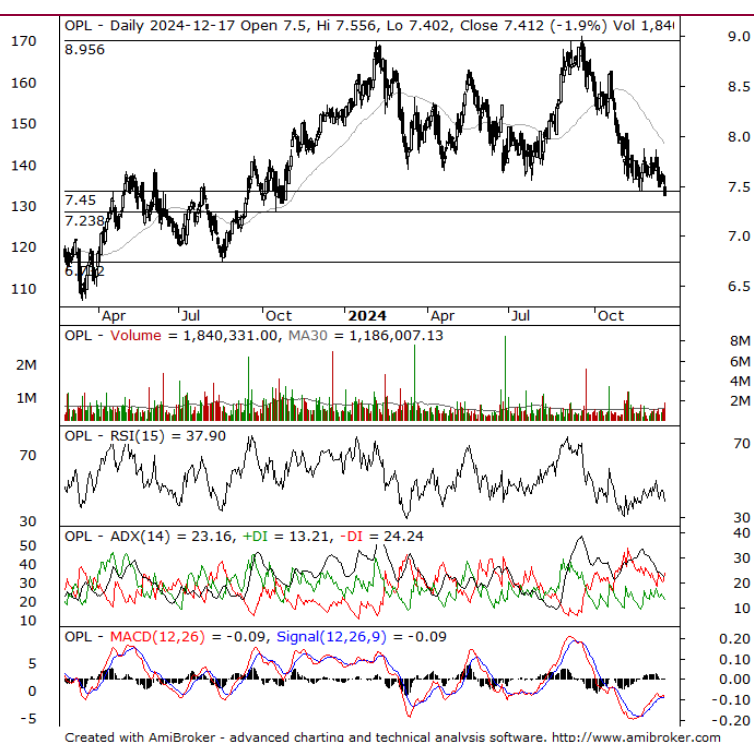 OPL - Daily 2024-12-17 Open 7.5, Hi 7.556, Lo 7.402, Close 7.412 (-1.9%) Vol 1,84
170
160
150
140
130
120
110
8.956
7.45
7.238
9.0
8.5
8.0
7.5
7.0
6.5
Apr Jul Oct 2024 Apr Jul Oct
OPL - Volume = 1,840,331.00, MA30 = 1,186,007.13
2M
1M
8M
6M
4M
2M
OPL - RSI(15) = 37.90
70
30
70
30
OPL - ADX(14) = 23.16, +DI = 13.21, -DI = 24.24
50
40
30
20
10
40
30
20
10
OPL - MACD(12,26) = -0.09, Signal(12,26,9) = -0.09
5
0
-5
0.20
0.10
0.00
-0.10
-0.20
Created with AmiBroker - advanced charting and technical analysis software. http://www.amibroker.com